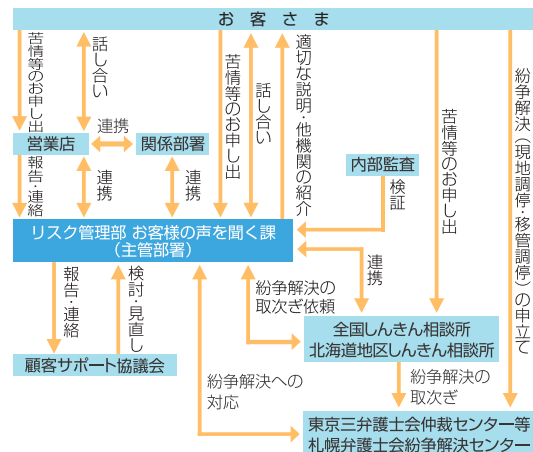 お客さま
苦情等のお申し出
話し合い
苦情等のお申し出
話し合い
適切な説明・他機関の紹介
苦情等のお申し出
紛争解決（現地調停・移管調停）の申立て
営業店
連携
関係部署
内部監査
報告・連絡
連携
連携
検証
リスク管理部 お客様の声を聞く課
（主管部署）
連携
報告・連絡
検討・見直し
紛争解決の
取次ぎ依頼
全国しんきん相談所
北海道地区しんきん相談所
顧客サポート協議会
紛争解決への
対応
紛争解決の
取次ぎ
東京三弁護士会仲裁センター等
札幌弁護士会紛争解決センター